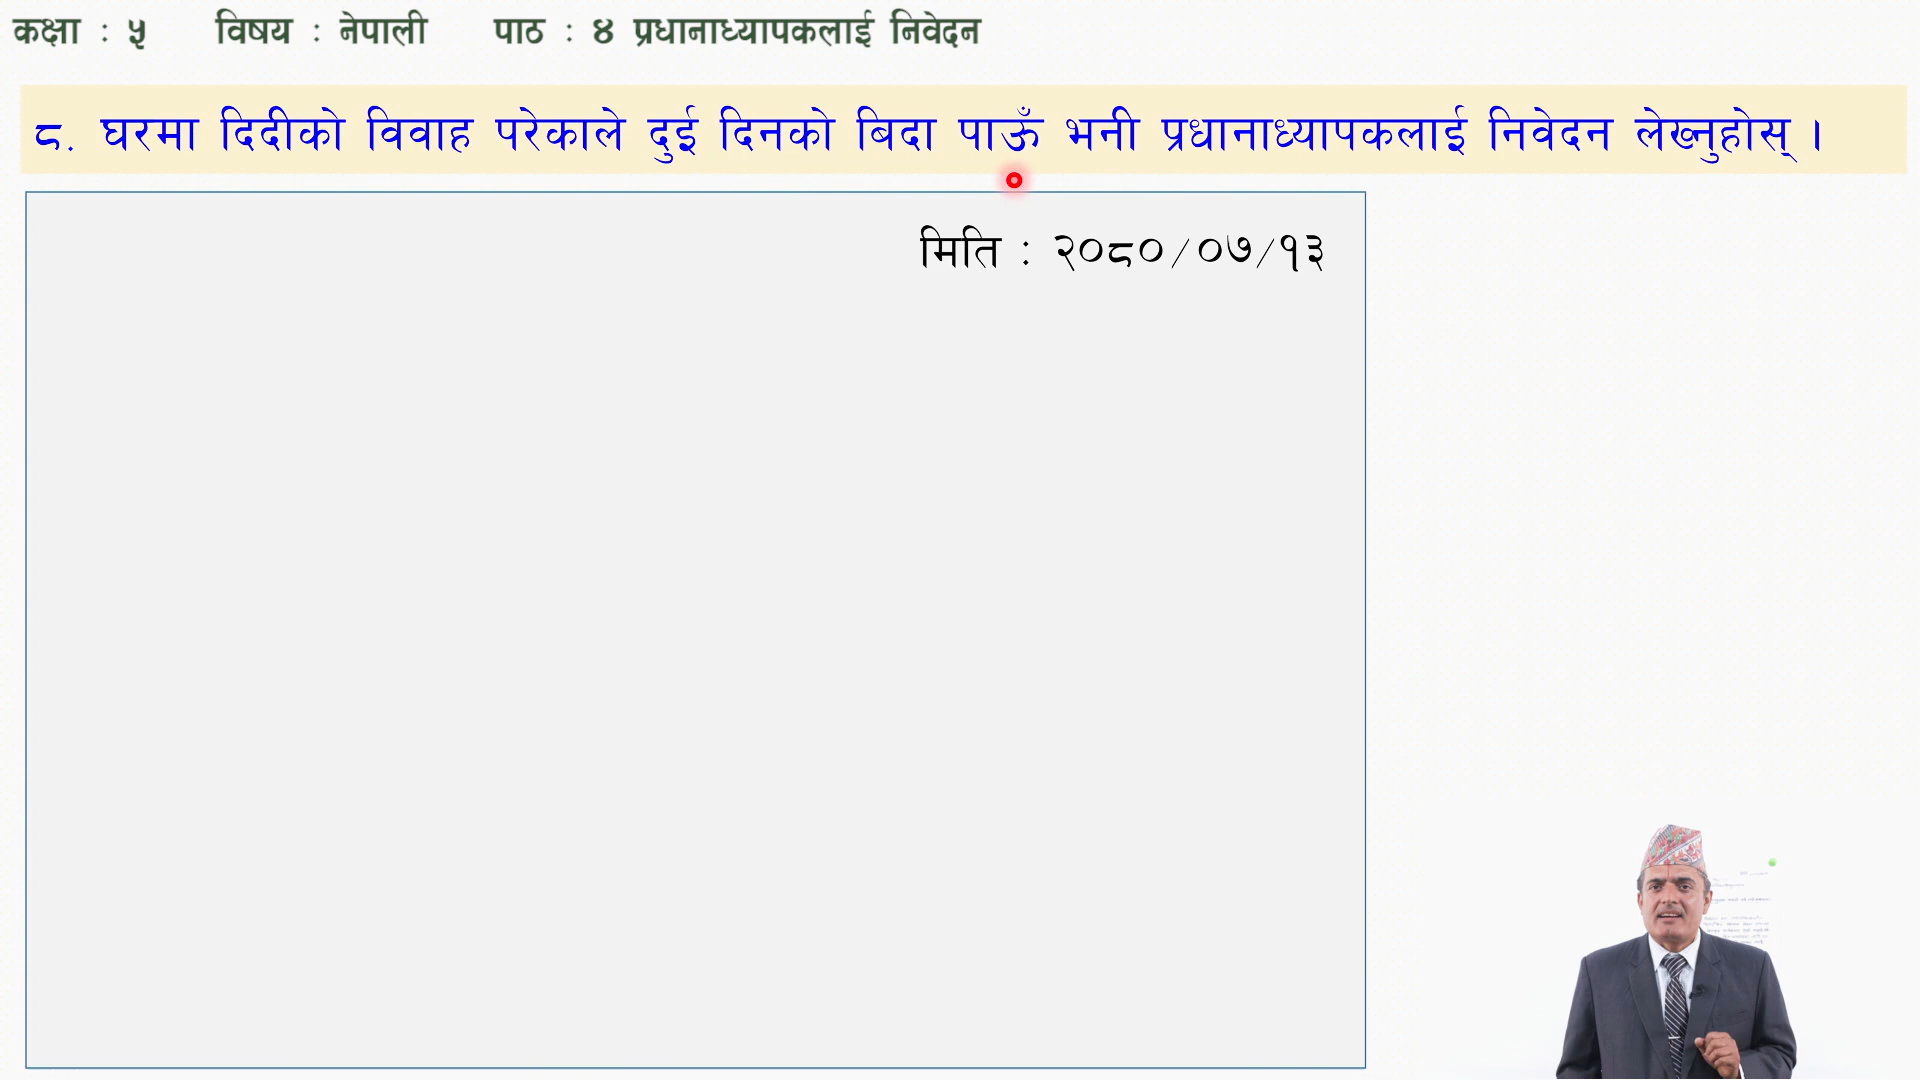 कक्षा : ५ विषय : नेपाली पाठ : ४ प्रधानाध्यापकलाई निवेदन
८. घरमा दिदीको विवाह परेकाले दुई दिनको बिदा पाऊँ भनी प्रधानाध्यापकलाई निवेदन लेख्नुहोस् ।
मिति : २०८०/०७/१३